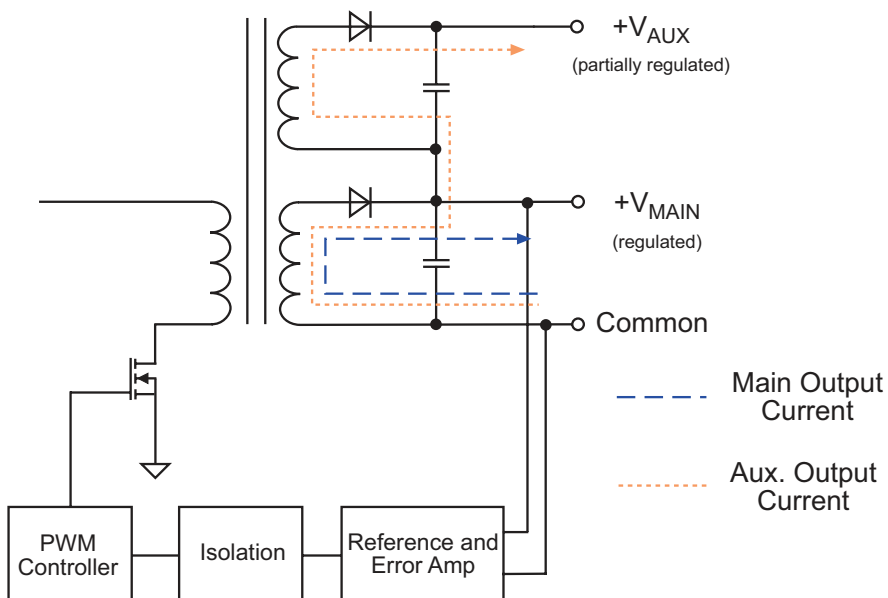 +VAUX
(partially regulated)
+VMAIN
(regulated)
Common
Main Output
Current
Aux. Output
Current
PWM
Controller
Isolation
Reference and
Error Amp